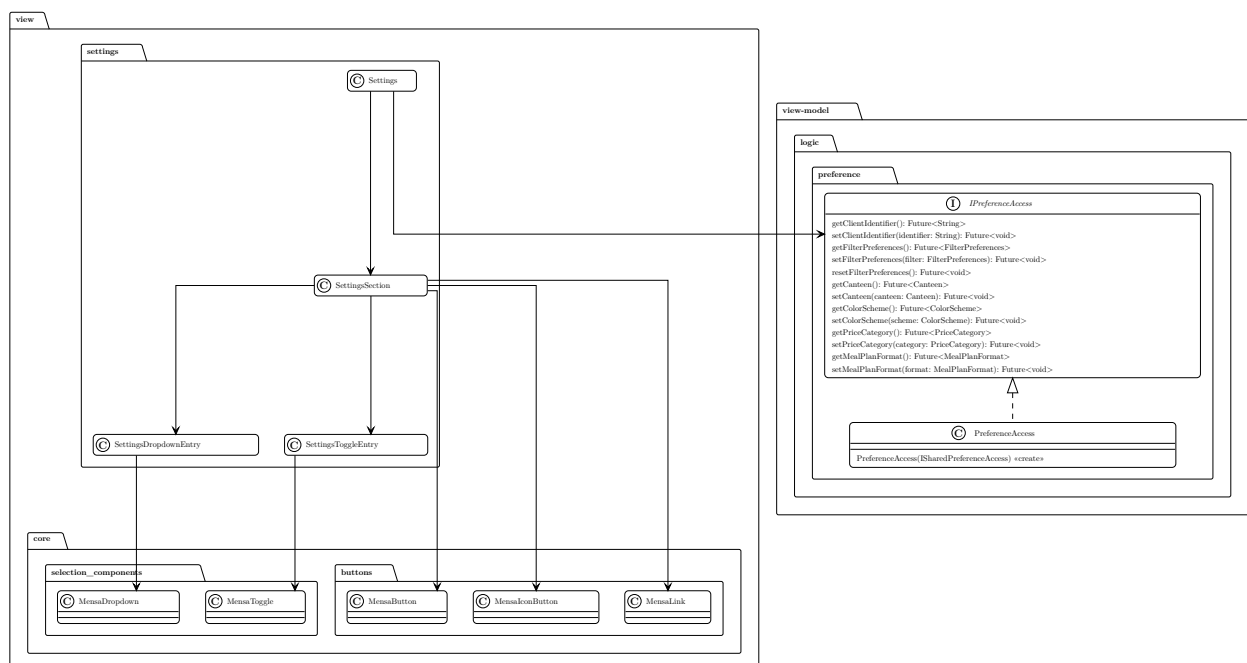 view
settings
C Settings
view-model
logic
preference
I IPreferenceAccess
getClientIdentifier(): Future<String>
setClientIdentifier(identifier: String): Future<void>
getFilterPreferences(): Future<FilterPreferences>
setFilterPreferences(filter: FilterPreferences): Future<void>
resetFilterPreferences(): Future<void>
getCanteen(): Future<Canteen>
setCanteen(canteen: Canteen): Future<void>
getColorScheme(): Future<ColorScheme>
setColorScheme(scheme: ColorScheme): Future<void>
getPriceCategory(): Future<PriceCategory>
setPriceCategory(category: PriceCategory): Future<void>
getMealPlanFormat(): Future<MealPlanFormat>
setMealPlanFormat(format: MealPlanFormat): Future<void>
C SettingsSection
C PreferenceAccess
PreferenceAccess(ISharedPreferenceAccess) «create»
C SettingsDropdownEntry
C SettingsToggleEntry
core
selection_components
buttons
C MensaDropdown
C MensaToggle
C MensaButton
C MensaIconButton
C MensaLink